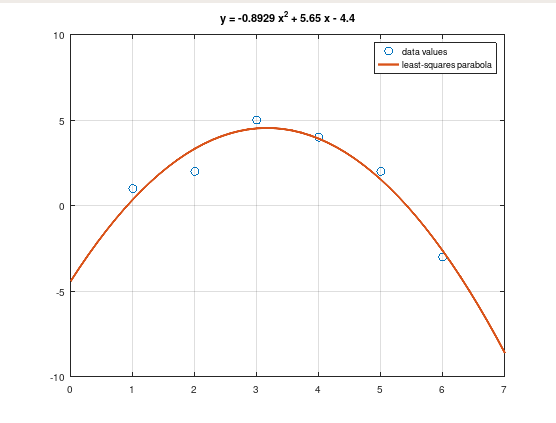 y = -0.8929 x² + 5.65 x - 4.4
10
data values
least-squares parabola
5
0
-5
-10
0 1 2 3 4 5 6 7